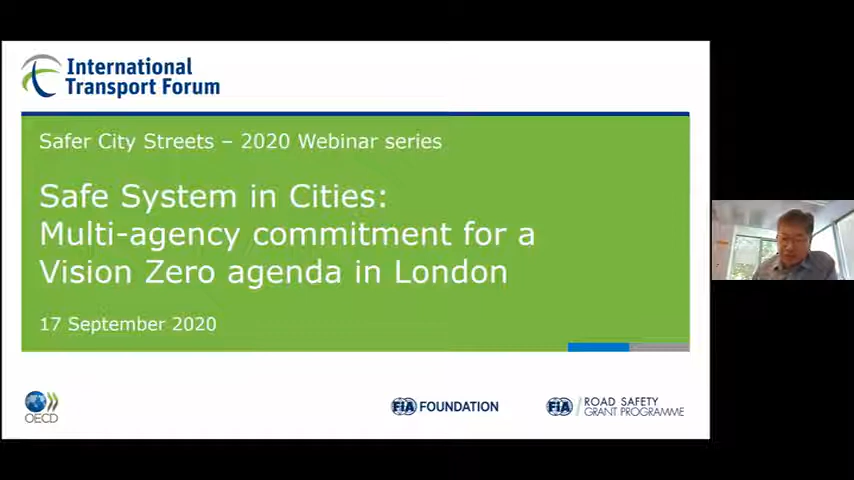 International
Transport Forum
Safer City Streets – 2020 Webinar series
Safe System in Cities:
Multi-agency commitment for a
Vision Zero agenda in London
17 September 2020
OECD
FIA FOUNDATION
FIA ROAD SAFETY
GRANT PROGRAMME